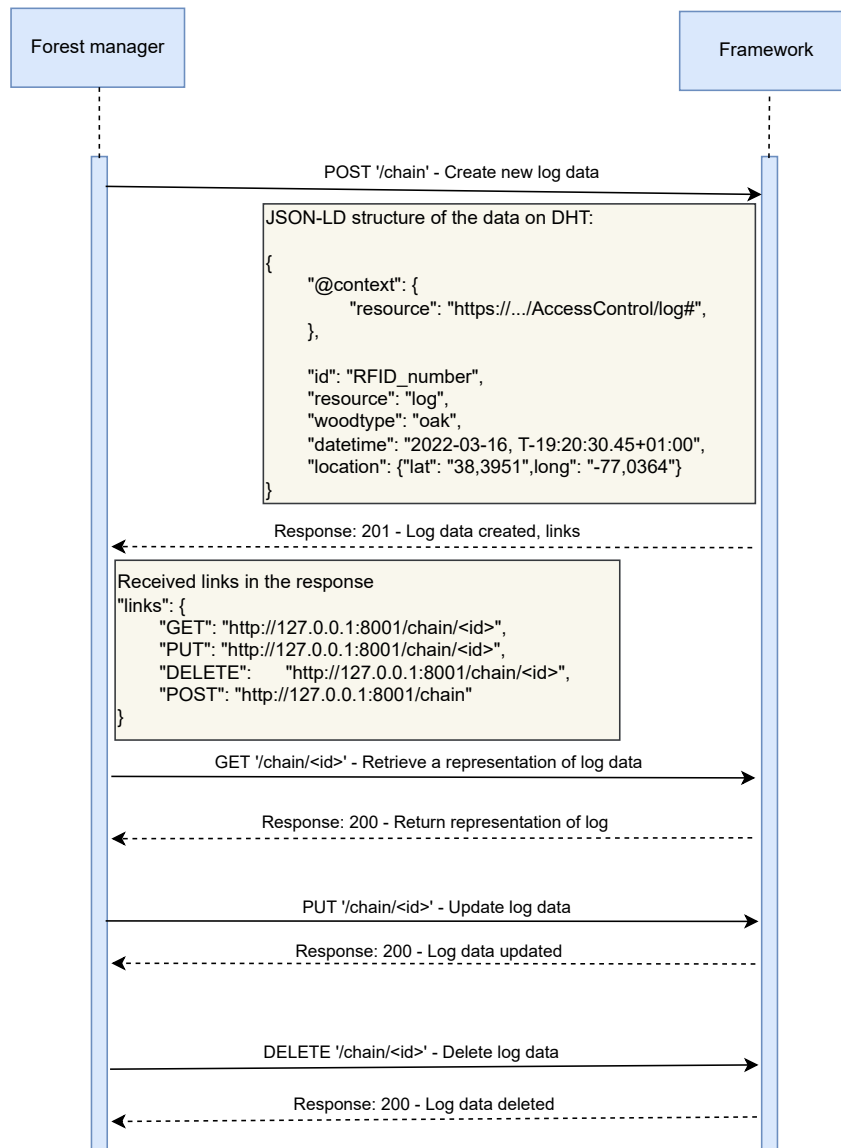 Forest manager
Framework
POST '/chain' - Create new log data
JSON-LD structure of the data on DHT:
{
"@context": {
"resource": "https://.../AccessControl/log#",
},
"id": "RFID_number",
"resource": "log",
"woodtype": "oak",
"datetime": "2022-03-16, T-19:20:30.45+01:00",
"location": {"lat": "38,3951",long": "-77,0364"}
}
Response: 201 - Log data created, links
Received links in the response
"links": {
"GET": "http://127.0.0.1:8001/chain/<id>",
"PUT": "http://127.0.0.1:8001/chain/<id>",
"DELETE": "http://127.0.0.1:8001/chain/<id>",
"POST": "http://127.0.0.1:8001/chain"
}
GET '/chain/<id>' - Retrieve a representation of log data
Response: 200 - Return representation of log
PUT '/chain/<id>' - Update log data
Response: 200 - Log data updated
DELETE '/chain/<id>' - Delete log data
Response: 200 - Log data deleted